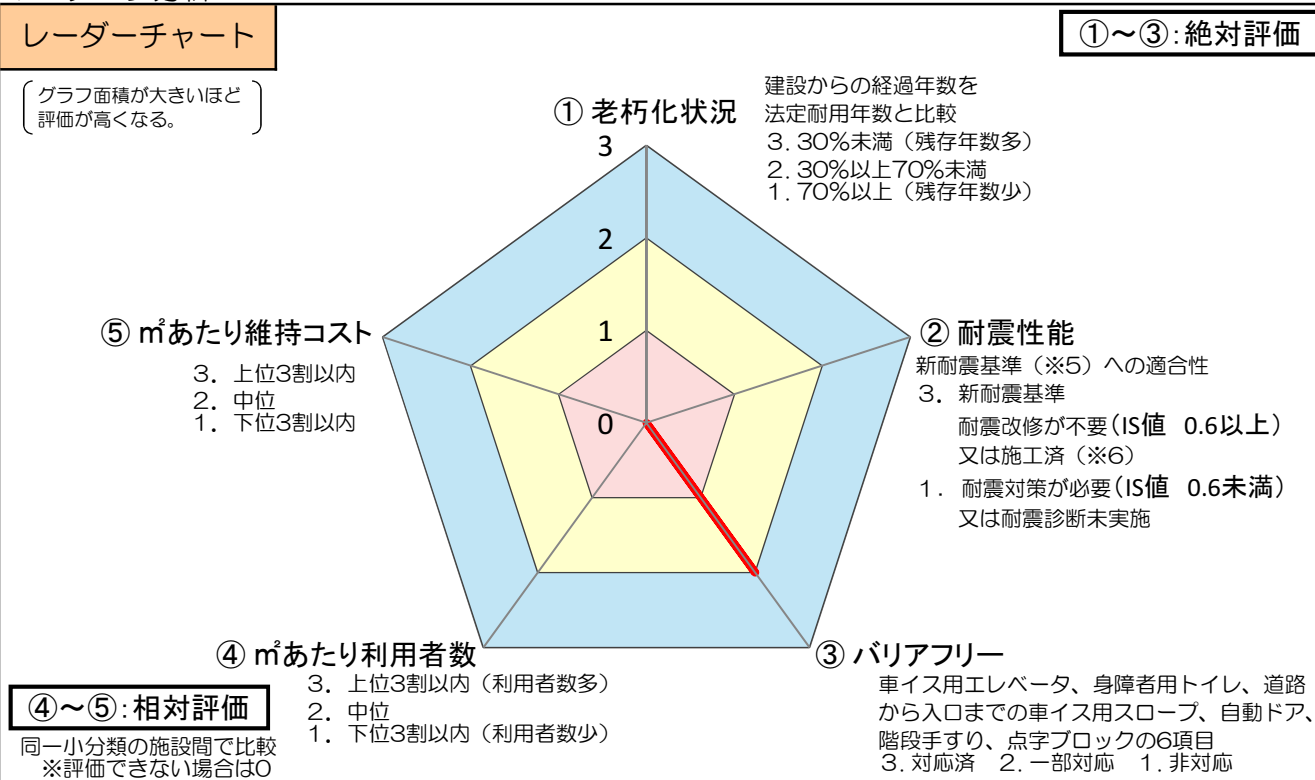 レーダーチャート
グラフ面積が大きいほど
評価が高くなる。
①～③:絶対評価
① 老朽化状況
建設からの経過年数を
法定耐用年数と比較
３．30%未満（残存年数多）
２．30%以上70%未満
１．70%以上（残存年数少）
3
2
1
0
② 耐震性能
新耐震基準（※5）への適合性
３．新耐震基準
耐震改修が不要（IS値 0.6以上）
又は施工済（※6）
１．耐震対策が必要（IS値 0.6未満）
又は耐震診断未実施
③ バリアフリー
車イス用エレベータ、身障者用トイレ、道路
から入口までの車イス用スロープ、自動ドア、
階段手すり、点字ブロックの6項目
３．対応済 ２．一部対応 １．非対応
④ ㎡あたり利用者数
３．上位3割以内（利用者数多）
２．中位
１．下位3割以内（利用者数少）
⑤ ㎡あたり維持コスト
３．上位3割以内
２．中位
１．下位3割以内
④～⑤:相対評価
同一小分類の施設間で比較
※評価できない場合は0